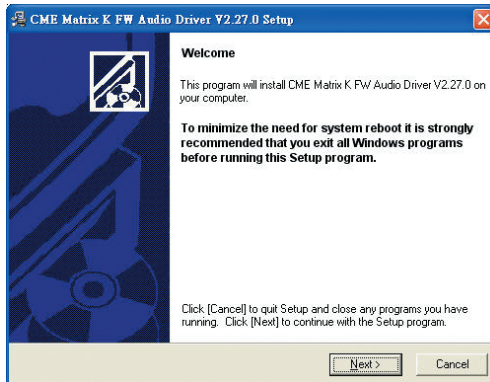 CME Matrix K FW Audio Driver V2.27.0 Setup
Welcome
This program will install CME Matrix K FW Audio Driver V2.27.0 on
your computer.
To minimize the need for system reboot it is strongly
recommended that you exit all Windows programs
before running this Setup program.
Click [Cancel] to quit Setup and close any programs you have
running. Click [Next] to continue with the Setup program.
Next >
Cancel